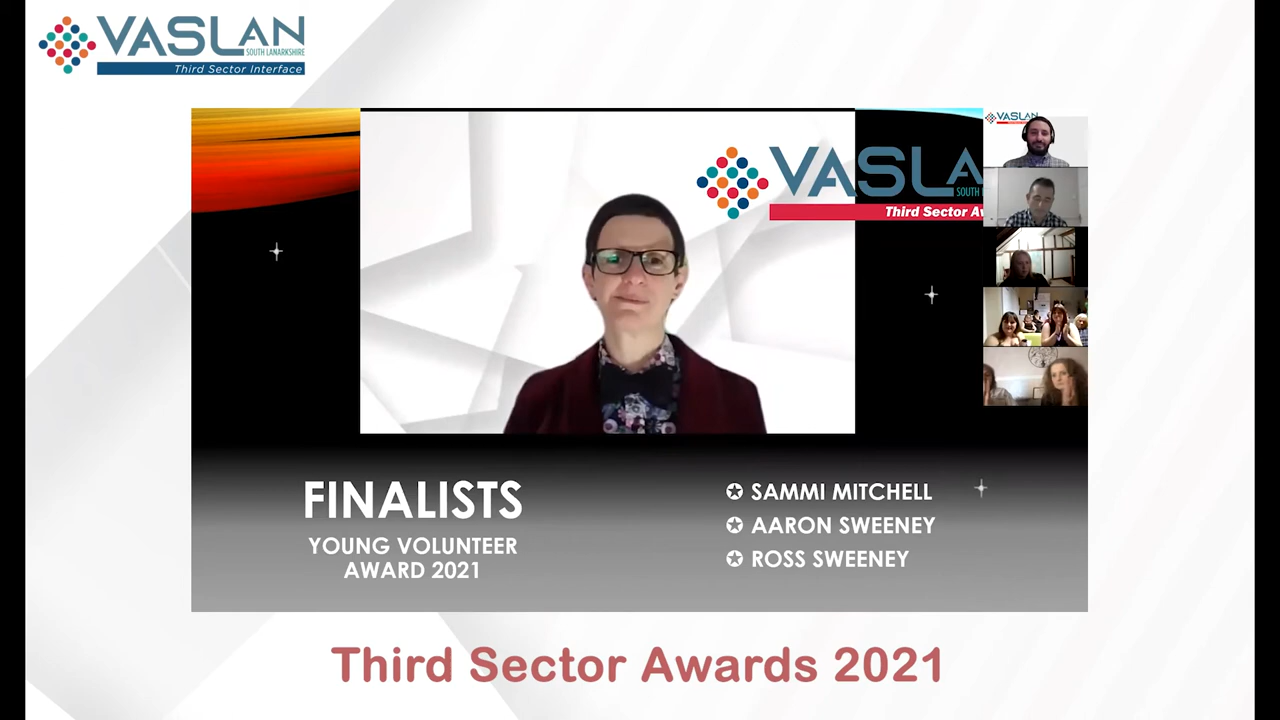 VASLAN
SOUTH LANARKSHIRE
Third Sector Interface
VASLAN
VASLA
SOUTH L
Third Sector Aw
FINALISTS
YOUNG VOLUNTEER
AWARD 2021
SAMMI MITCHELL
AARON SWEENEY
ROSS SWEENEY
Third Sector Awards 2021